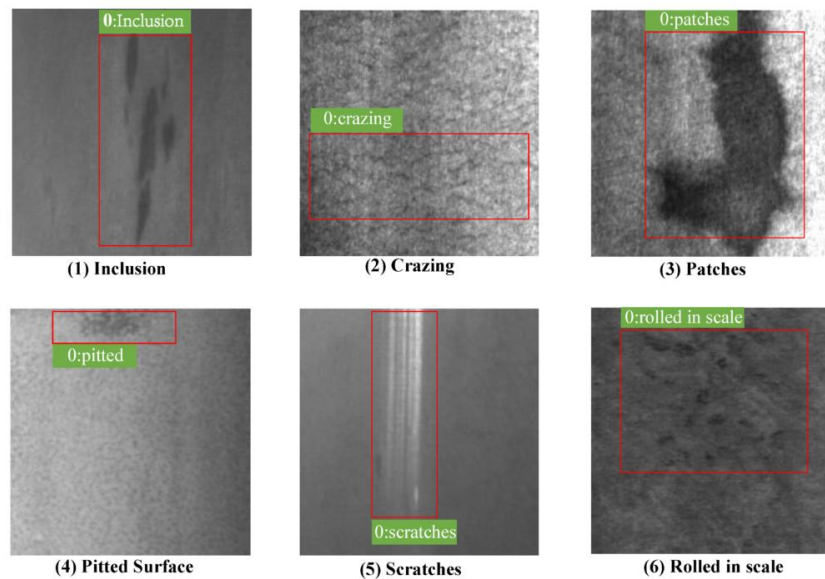 0:Inclusion
(1) Inclusion
0:crazing
(2) Crazing
0:patches
(3) Patches
0:pitted
(4) Pitted Surface
0:scratches
(5) Scratches
0:rolled in scale
(6) Rolled in scale